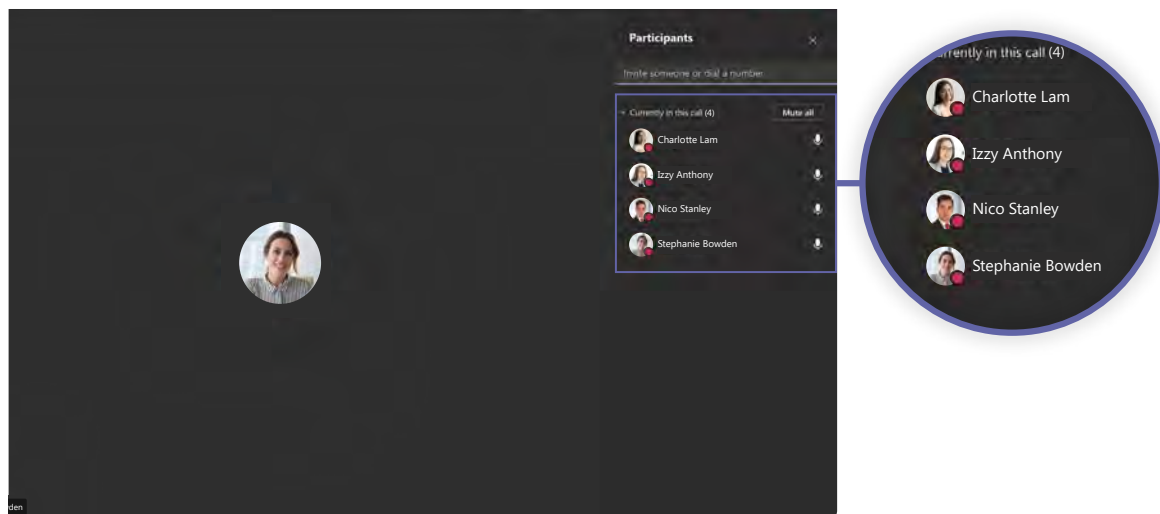 Participants
Invite someone or dial a number
Currently in this call (4)
Mute all
Charlotte Lam
Izzy Anthony
Nico Stanley
Stephanie Bowden
rently in this call (4)
Charlotte Lam
Izzy Anthony
Nico Stanley
Stephanie Bowden
den